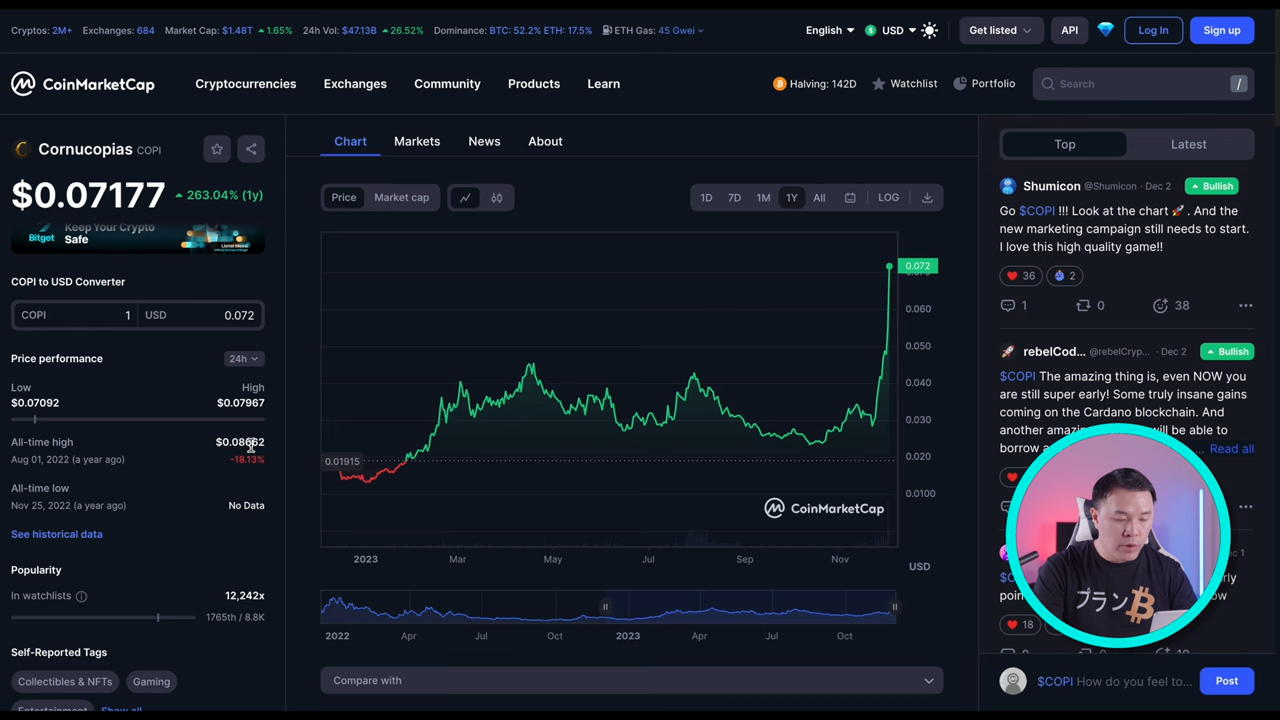 Cryptos: 2M+ Exchanges: 684 Market Cap: $1.48T 1.65% 24h Vol: $47.13B 26.52% Dominance: BTC: 52.2% ETH: 17.5% ETH Gas: 45 Gwei English USD Get listed API Log In Sign up
CoinMarketCap Cryptocurrencies Exchanges Community Products Learn Halving: 142D Watchlist Portfolio Search /
Cornucopias COPI
$0.07177 263.04% (1y)
Bitget Keep Your Crypto
Safe
COPI to USD Converter
COPI 1 USD 0.072
Price performance 24h
Low High
$0.07092 $0.07967
All-time high
Aug 01, 2022 (a year ago) -18.13%
All-time low
Nov 25, 2022 (a year ago) No Data
See historical data
Popularity
In watchlists 12,242x
1765th / 8.8K
Self-Reported Tags
Collectibles & NFTs Gaming
Chart Markets News About
Price Market cap 1D 7D 1M 1Y All LOG
0.072
0.060
0.050
0.040
0.030
0.020
0.01915
0.0100
CoinMarketCap
2023 Mar May Jul Sep Nov USD
2022 Apr Jul Oct 2023 Apr Jul Oct
Compare with
Top Latest
Shumicon @Shumicon · Dec 2 Bullish
Go $COPI !!! Look at the chart 🚀 . And the
new marketing campaign still needs to start.
I love this high quality game!!
36 2
1 0 38
rebelCod... @rebelCryp... · Dec 2 Bullish
$COPI The amazing thing is, even NOW you
are still super early! Some truly insane gains
coming on the Cardano blockchain. And
another amazing will be able to
borrow Read all
18
プラン₿
$COPI How do you feel to... Post